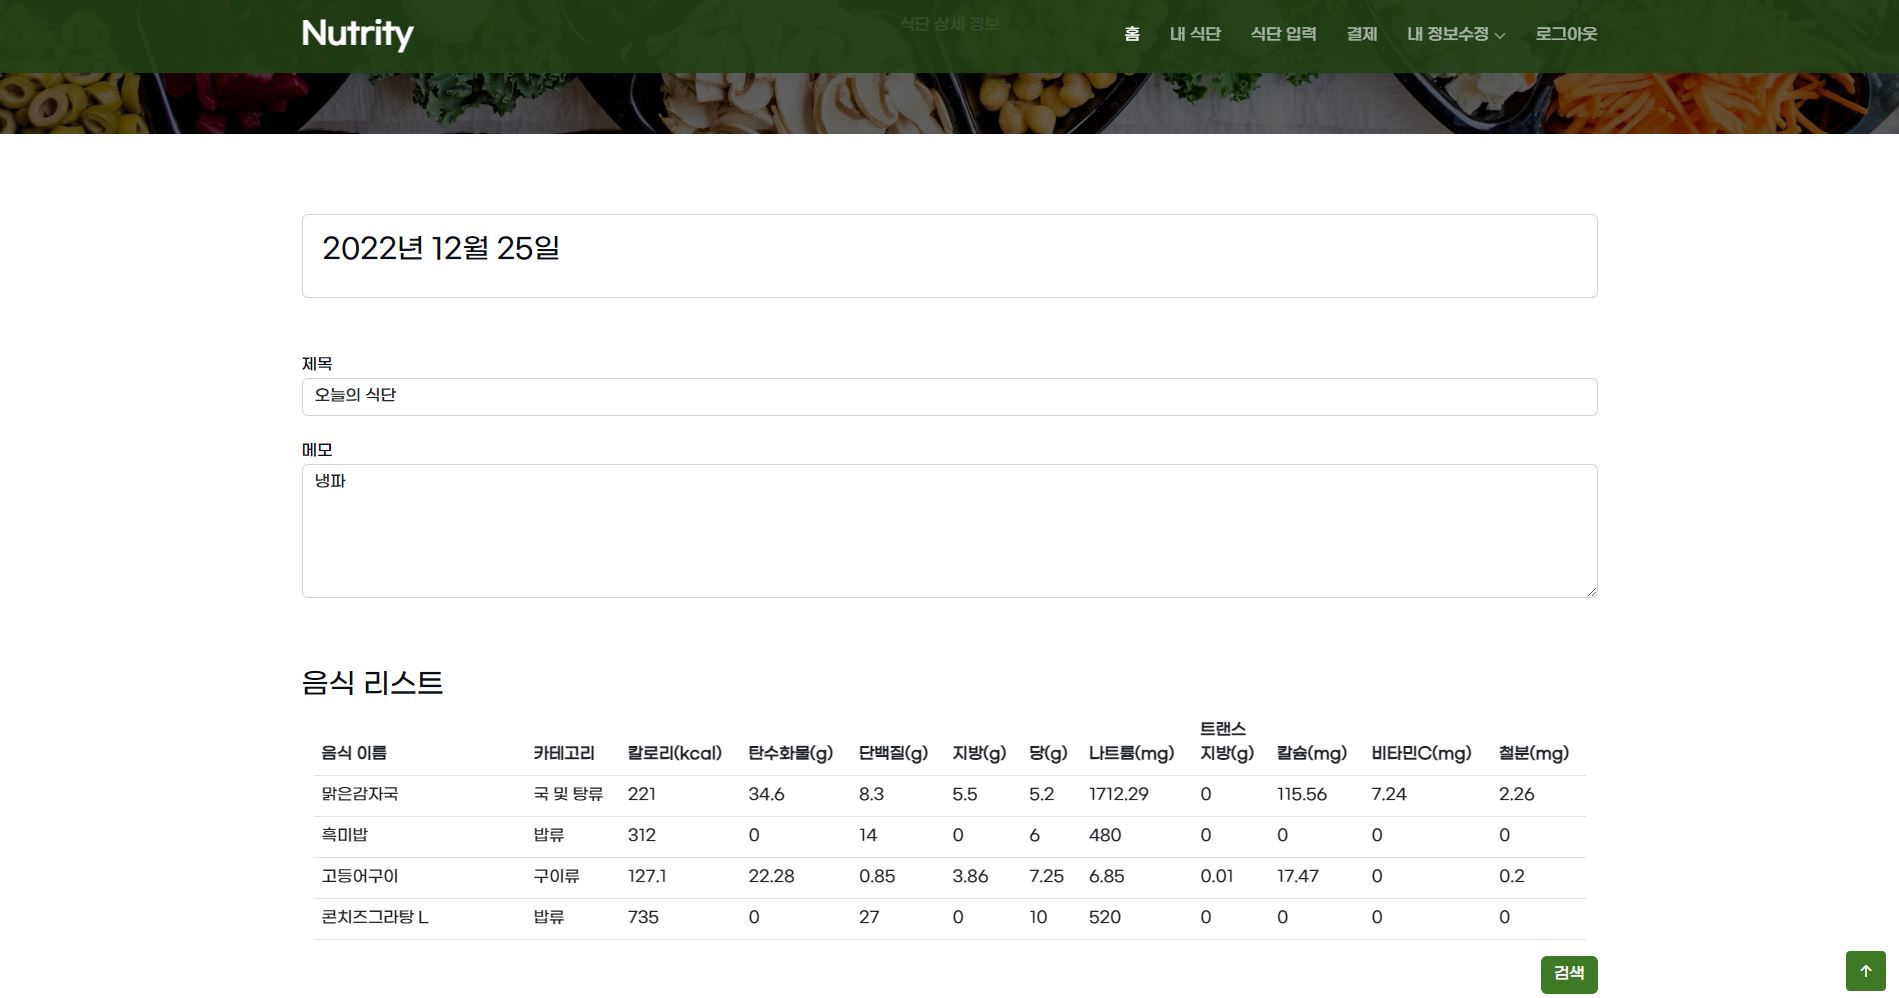 Nutrity
식단 상세 정보
홈 내 식단 식단 입력 결제 내 정보수정 로그아웃
2022년 12월 25일
제목
오늘의 식단
메모
냉파
음식 리스트
음식 이름 카테고리 칼로리(kcal) 탄수화물(g) 단백질(g) 지방(g) 당(g) 나트륨(mg) 트랜스 지방(g) 칼슘(mg) 비타민C(mg) 철분(mg)
맑은감자국 국 및 탕류 221 34.6 8.3 5.5 5.2 1712.29 0 115.56 7.24 2.26
흑미밥 밥류 312 0 14 0 6 480 0 0 0 0
고등어구이 구이류 127.1 22.28 0.85 3.86 7.25 6.85 0.01 17.47 0 0.2
콘치즈그라탕 L 밥류 735 0 27 0 10 520 0 0 0 0
검색